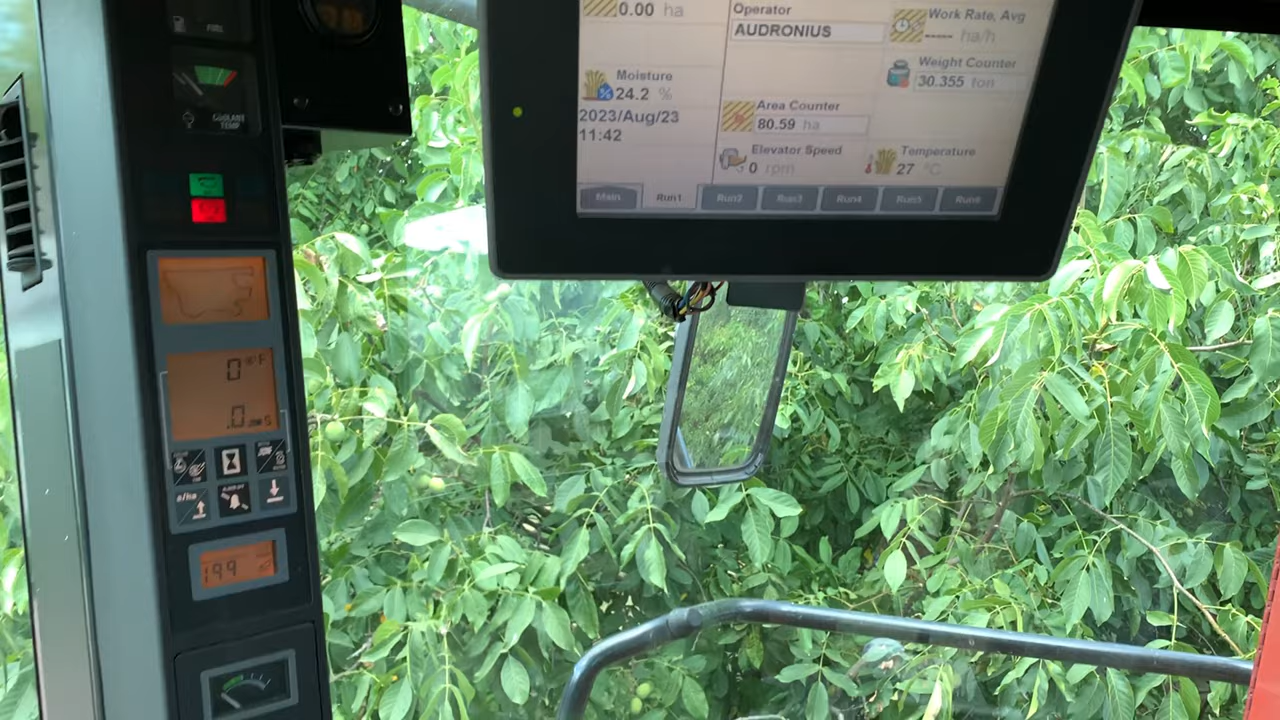 FUEL
COOLANT
TEMP
0.00 ha
Operator
AUDRONIUS
Work Rate, Avg
----- ha/h
Moisture
24.2 %
Weight Counter
30.355 ton
2023/Aug/23
11:42
Area Counter
80.59 ha
Elevator Speed
0 rpm
Temperature
27 °C
Main
Run1
Run2
Run3
Run4
Run5
Run6
0
.0
199